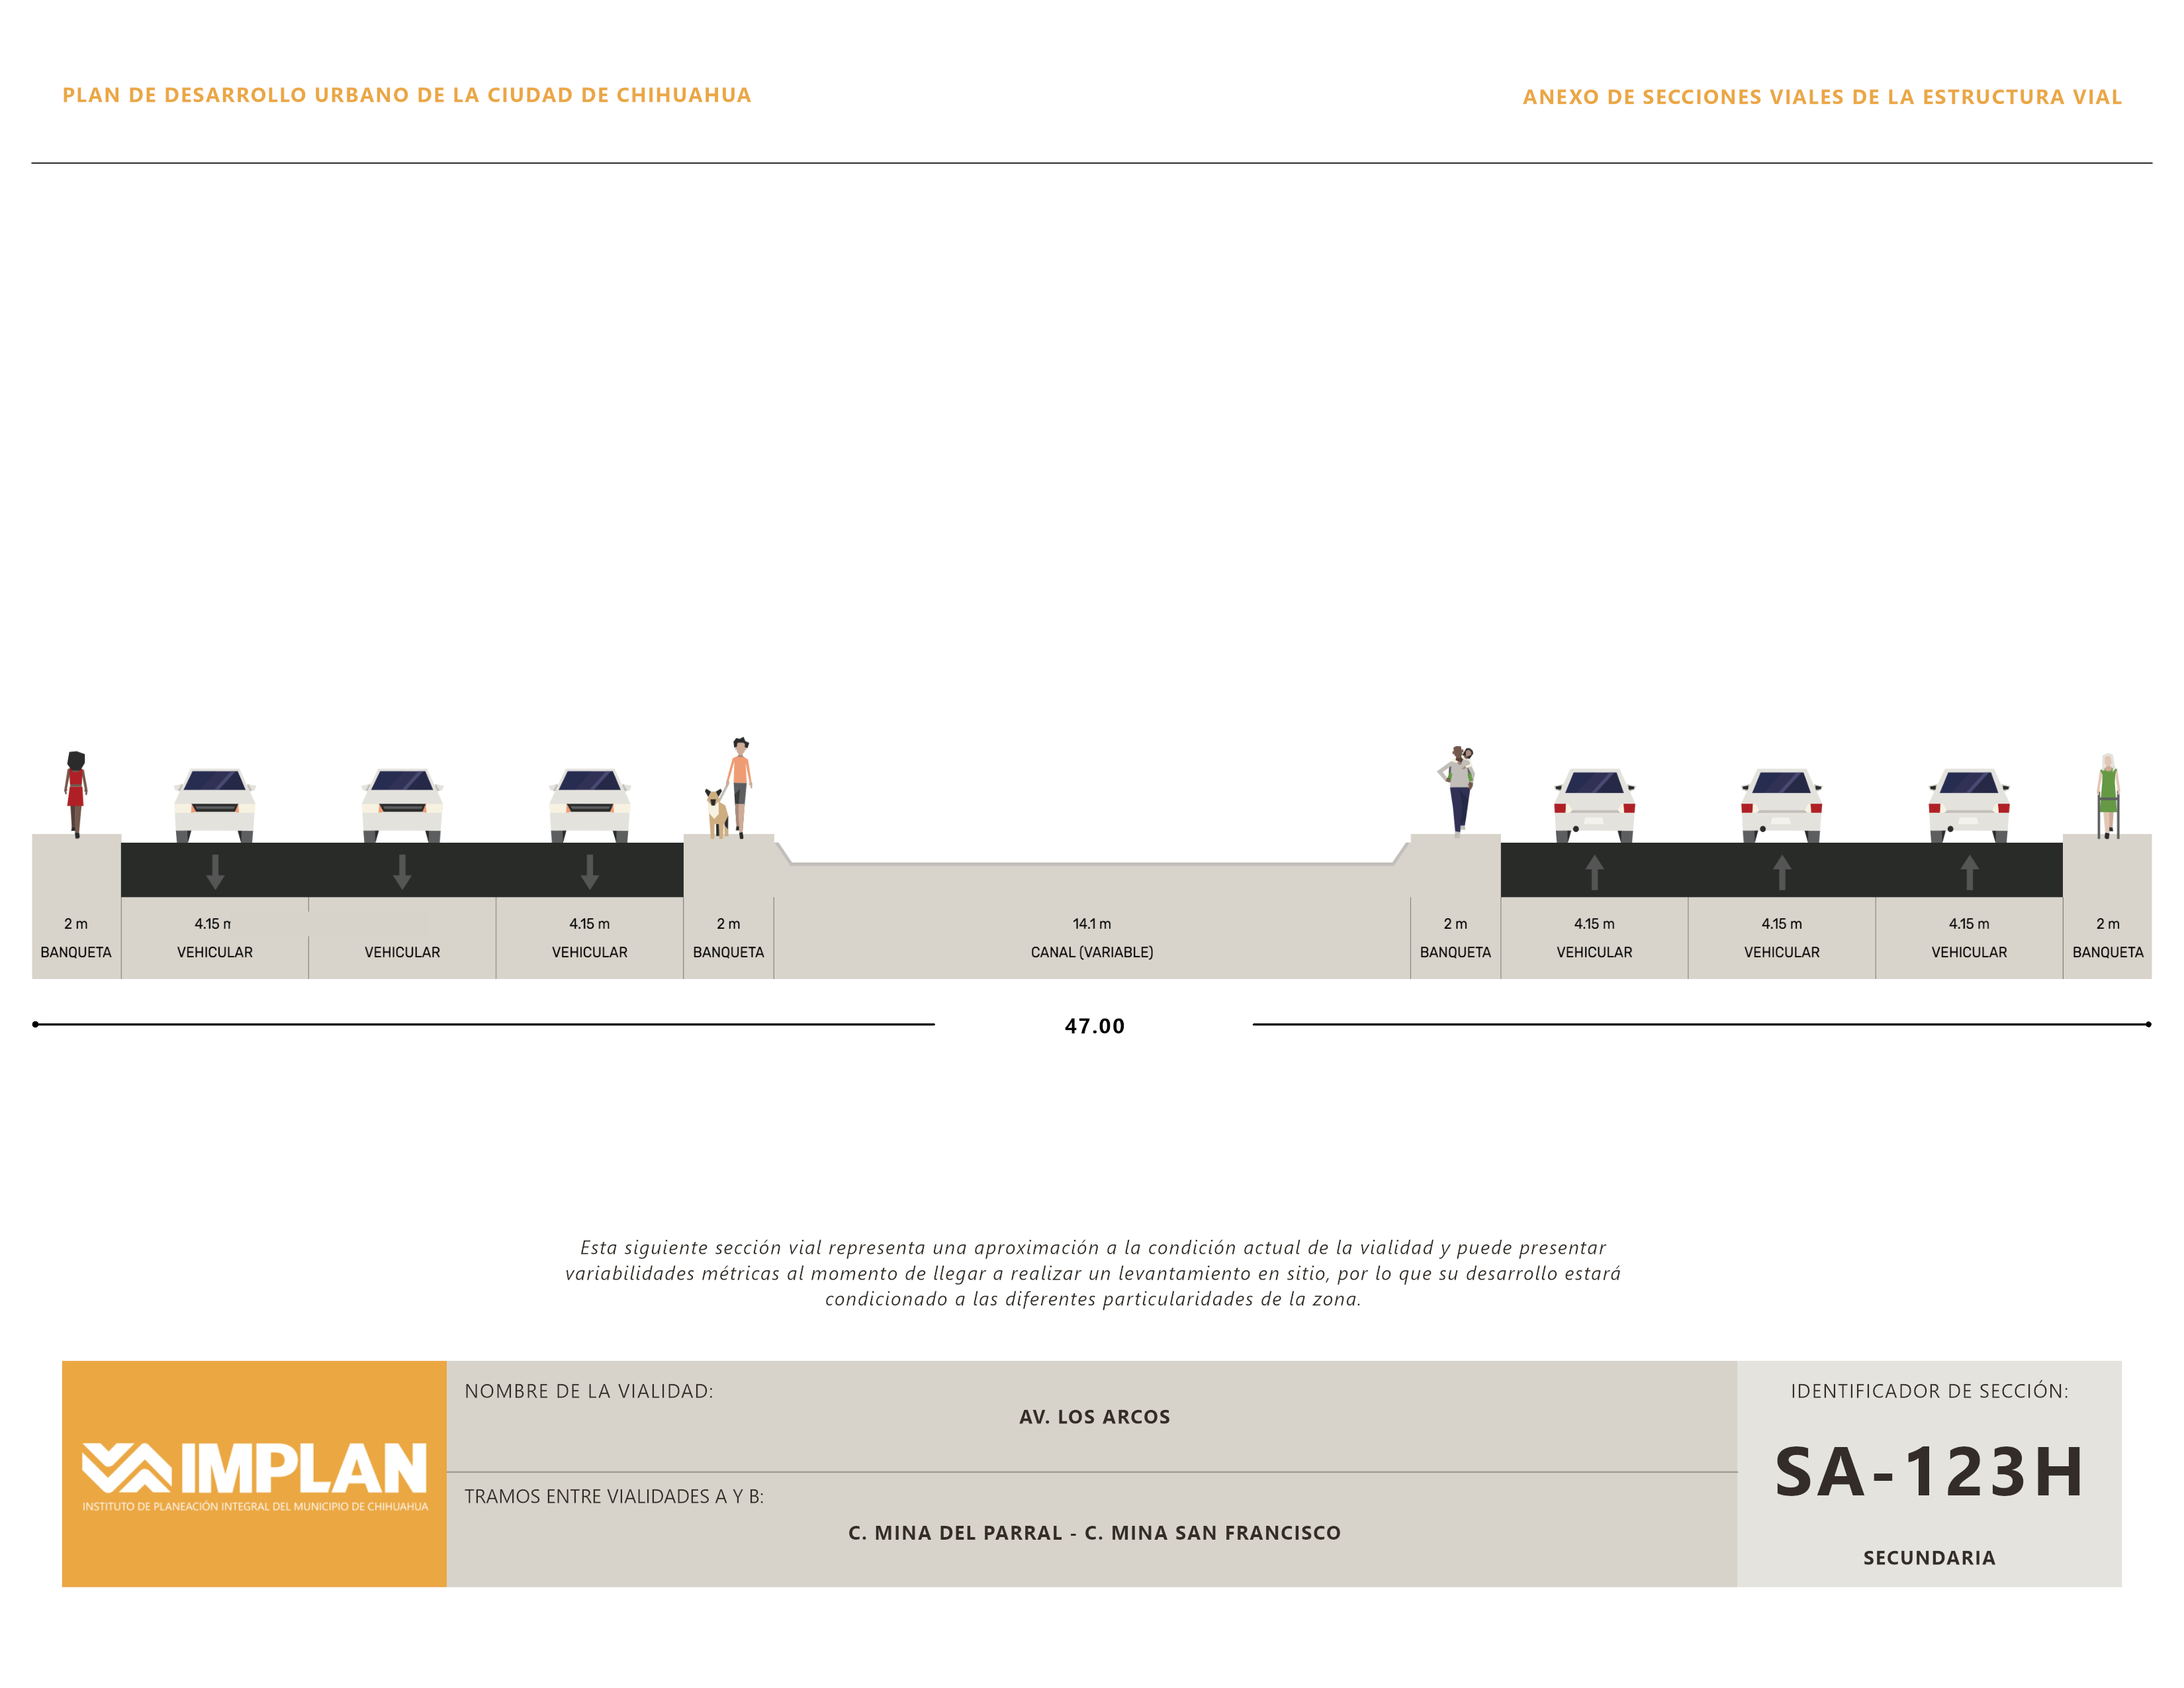 PLAN DE DESARROLLO URBANO DE LA CIUDAD DE CHIHUAHUA
ANEXO DE SECCIONES VIALES DE LA ESTRUCTURA VIAL
2 m
4.15
4.15 m
2 m
14.1 m
2 m
4.15 m
4.15 m
4.15 m
2 m
BANQUETA
VEHICULAR
VEHICULAR
VEHICULAR
BANQUETA
CANAL (VARIABLE)
BANQUETA
VEHICULAR
VEHICULAR
VEHICULAR
BANQUETA
47.00
Esta siguiente sección vial representa una aproximación a la condición actual de la vialidad y puede presentar
variabilidades métricas al momento de llegar a realizar un levantamiento en sitio, por lo que su desarrollo estará
condicionado a las diferentes particularidades de la zona.
IMPLAN
INSTITUTO DE PLANEACIÓN INTEGRAL DEL MUNICIPIO DE CHIHUAHUA
NOMBRE DE LA VIALIDAD:
AV. LOS ARCOS
TRAMOS ENTRE VIALIDADES A Y B:
C. MINA DEL PARRAL - C. MINA SAN FRANCISCO
IDENTIFICADOR DE SECCIÓN:
SA-123H
SECUNDARIA